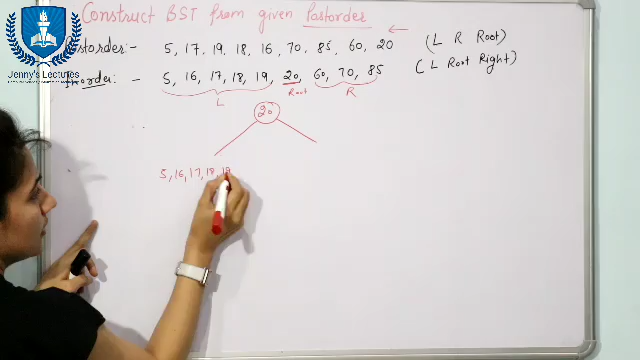 Construct BST from given Postorder
Jenny's Lectures
Postorder:- 5, 17, 19, 18, 16, 70, 85, 60, 20 (L R Root)
order: - 5, 16, 17, 18, 19, 20, 60, 70, 85 (L Root Right)
L Root R
20
5, 16, 17, 18, 19